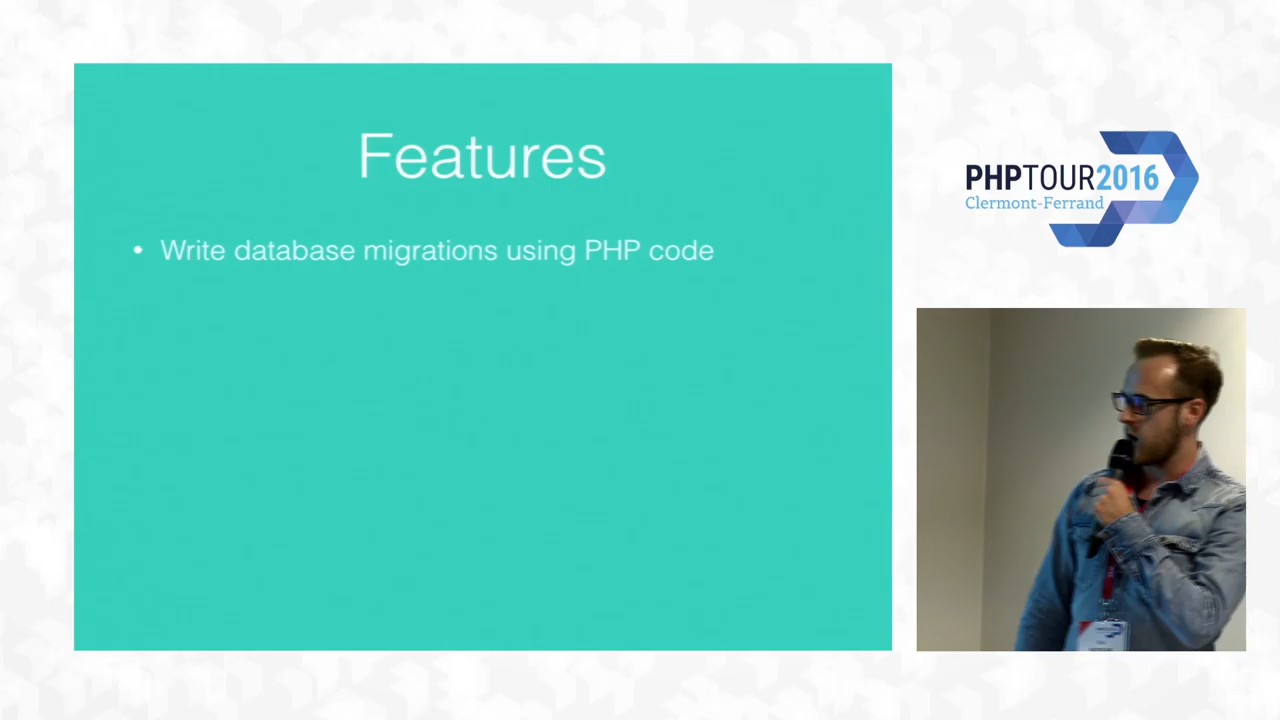 Features
• Write database migrations using PHP code
PHPTOUR2016
Clermont-Ferrand